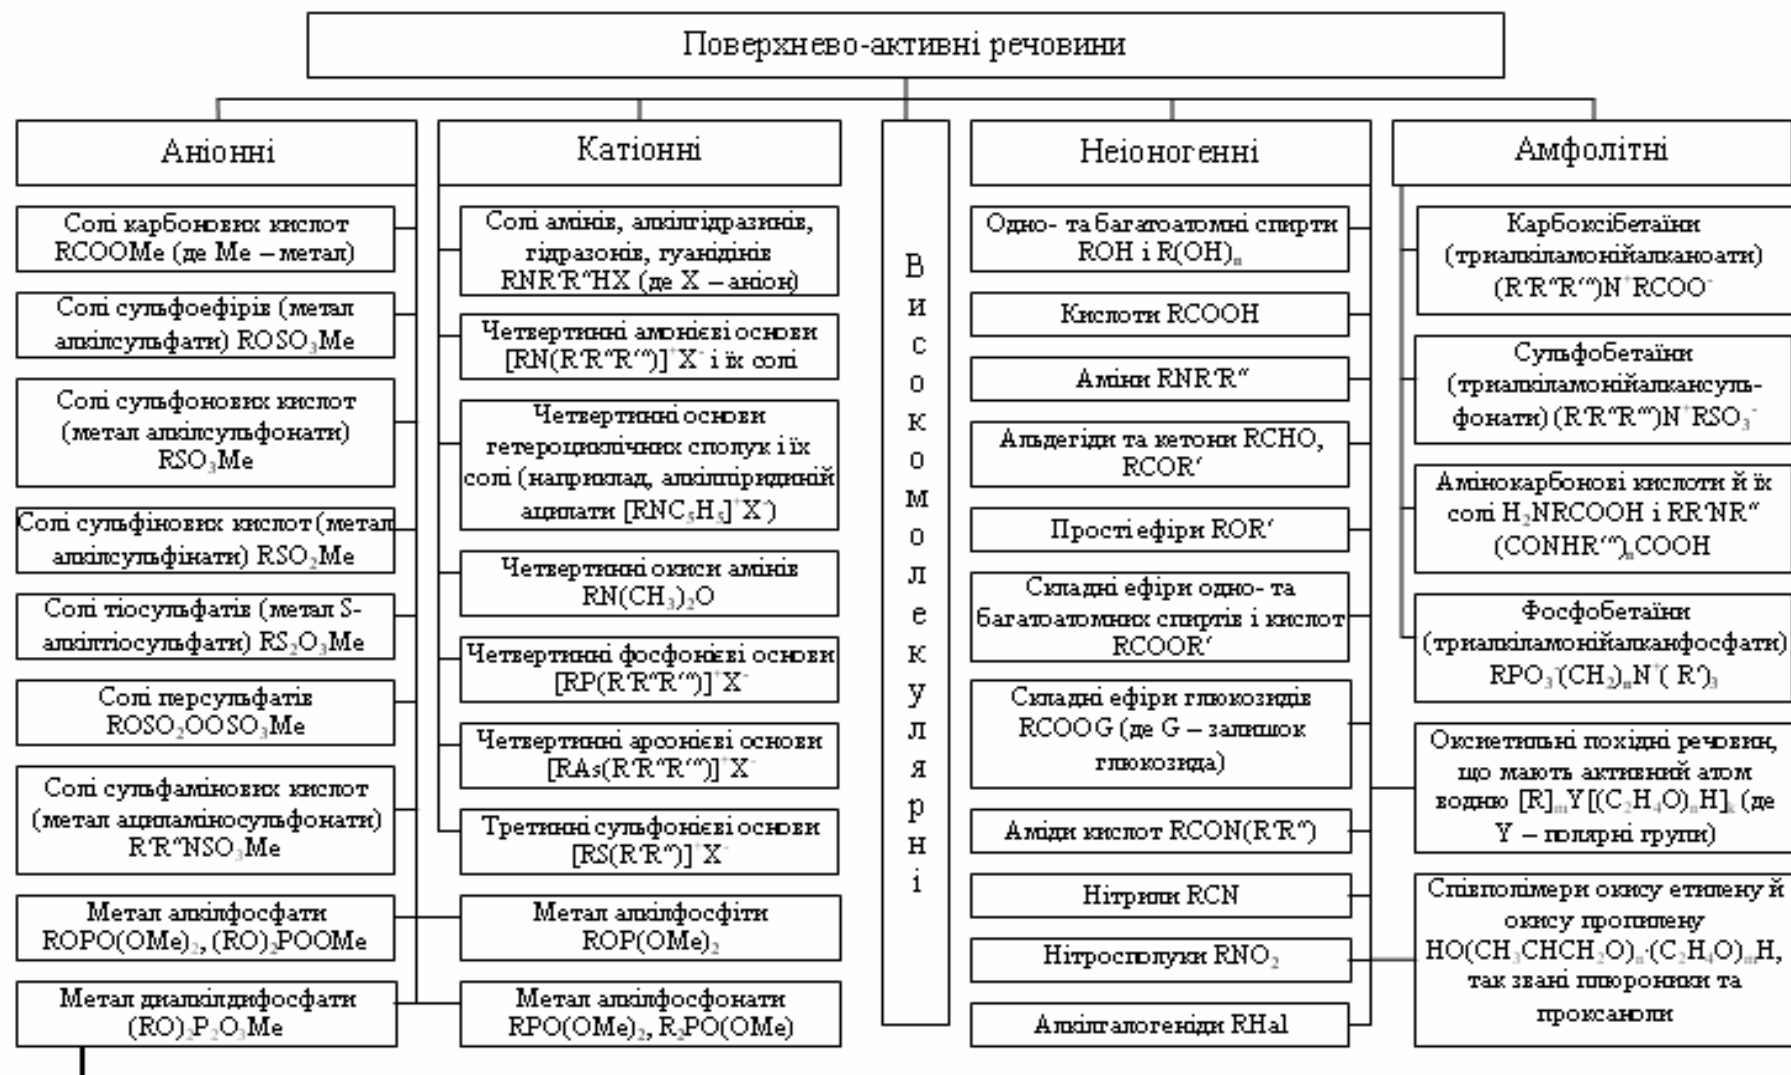 Поверхнево-активні речовини
Аніонні
Солі карбонових кислот
RCOOMe (де Me – метал)
Солі сульфоефірів (метал
алкілсульфати) ROSO₃Me
Солі сульфонових кислот
(метал алкілсульфонати)
RSO₃Me
Солі сульфінових кислот (метал
алкілсульфінати) RSO₂Me
Солі тіосульфатів (метал S-
алкілтіосульфати) RS₂O₃Me
Солі персульфатів
ROSO₂OOSO₃Me
Солі сульфамінових кислот
(метал ациламіносульфонати)
R′R″NSO₃Me
Метал алкілфосфати
ROPO(OMe)₂, (RO)₂POOMe
Метал диалкілдифосфати
(RO)₂P₂O₃Me
Катіонні
Солі амінів, алкілгідразинів,
гідразонів, гуанідінів
RNR′R″HX (де X – аніон)
Четвертинні амонієві основи
[RN(R′R″R‴)]⁺X⁻ і їх солі
Четвертинні основи
гетероциклічних сполук і їх
солі (наприклад, алкілпіридиній
ацилати [RNC₅H₅]⁺X⁻)
Четвертинні окиси амінів
RN(CH₃)₂O
Четвертинні фосфонієві основи
[RP(R′R″R‴)]⁺X⁻
Четвертинні арсонієві основи
[RAs(R′R″R‴)]⁺X⁻
Третинні сульфонієві основи
[RS(R′R″)]⁺X⁻
Метал алкілфосфіти
ROP(OMe)₂
Метал алкілфосфонати
RPO(OMe)₂, R₂PO(OMe)
Високомолекулярні
Неіоногенні
Одно- та багатоатомні спирти
ROH і R(OH)ₙ
Кислоти RCOOH
Аміни RNR′R″
Альдегіди та кетони RCHO,
RCOR′
Прості ефіри ROR′
Складні ефіри одно- та
багатоатомних спиртів і кислот
RCOOR′
Складні ефіри глюкозидів
RCOOG (де G – залишок
глюкозида)
Аміди кислот RCON(R′R″)
Нітрили RCN
Нітросполуки RNO₂
Алкілгалогеніди RHal
Амфолітні
Карбоксібетаїни
(триалкіламонійалканоати)
(R′R″R‴)N⁺RCOO⁻
Сульфобетаїни
(триалкіламонійалкансуль-
фонати) (R′R″R‴)N⁺RSO₃⁻
Амінокарбонові кислоти й їх
солі H₂NRCOOH і RR′NR″
(CONHR‴)ₙCOOH
Фосфобетаїни
(триалкіламонійалканфосфати)
RPO₃⁻(CH₂)ₙN⁺( R′)₃
Оксиетильні похідні речовин,
що мають активний атом
водню [R]ₘY[(C₂H₄O)ₙH]ₖ (де
Y – полярні групи)
Співполімери окису етилену й
окису пропилену
HO(CH₃CHCH₂O)ₙ·(C₂H₄O)ₘH,
так звані плюроники та
проксаноли